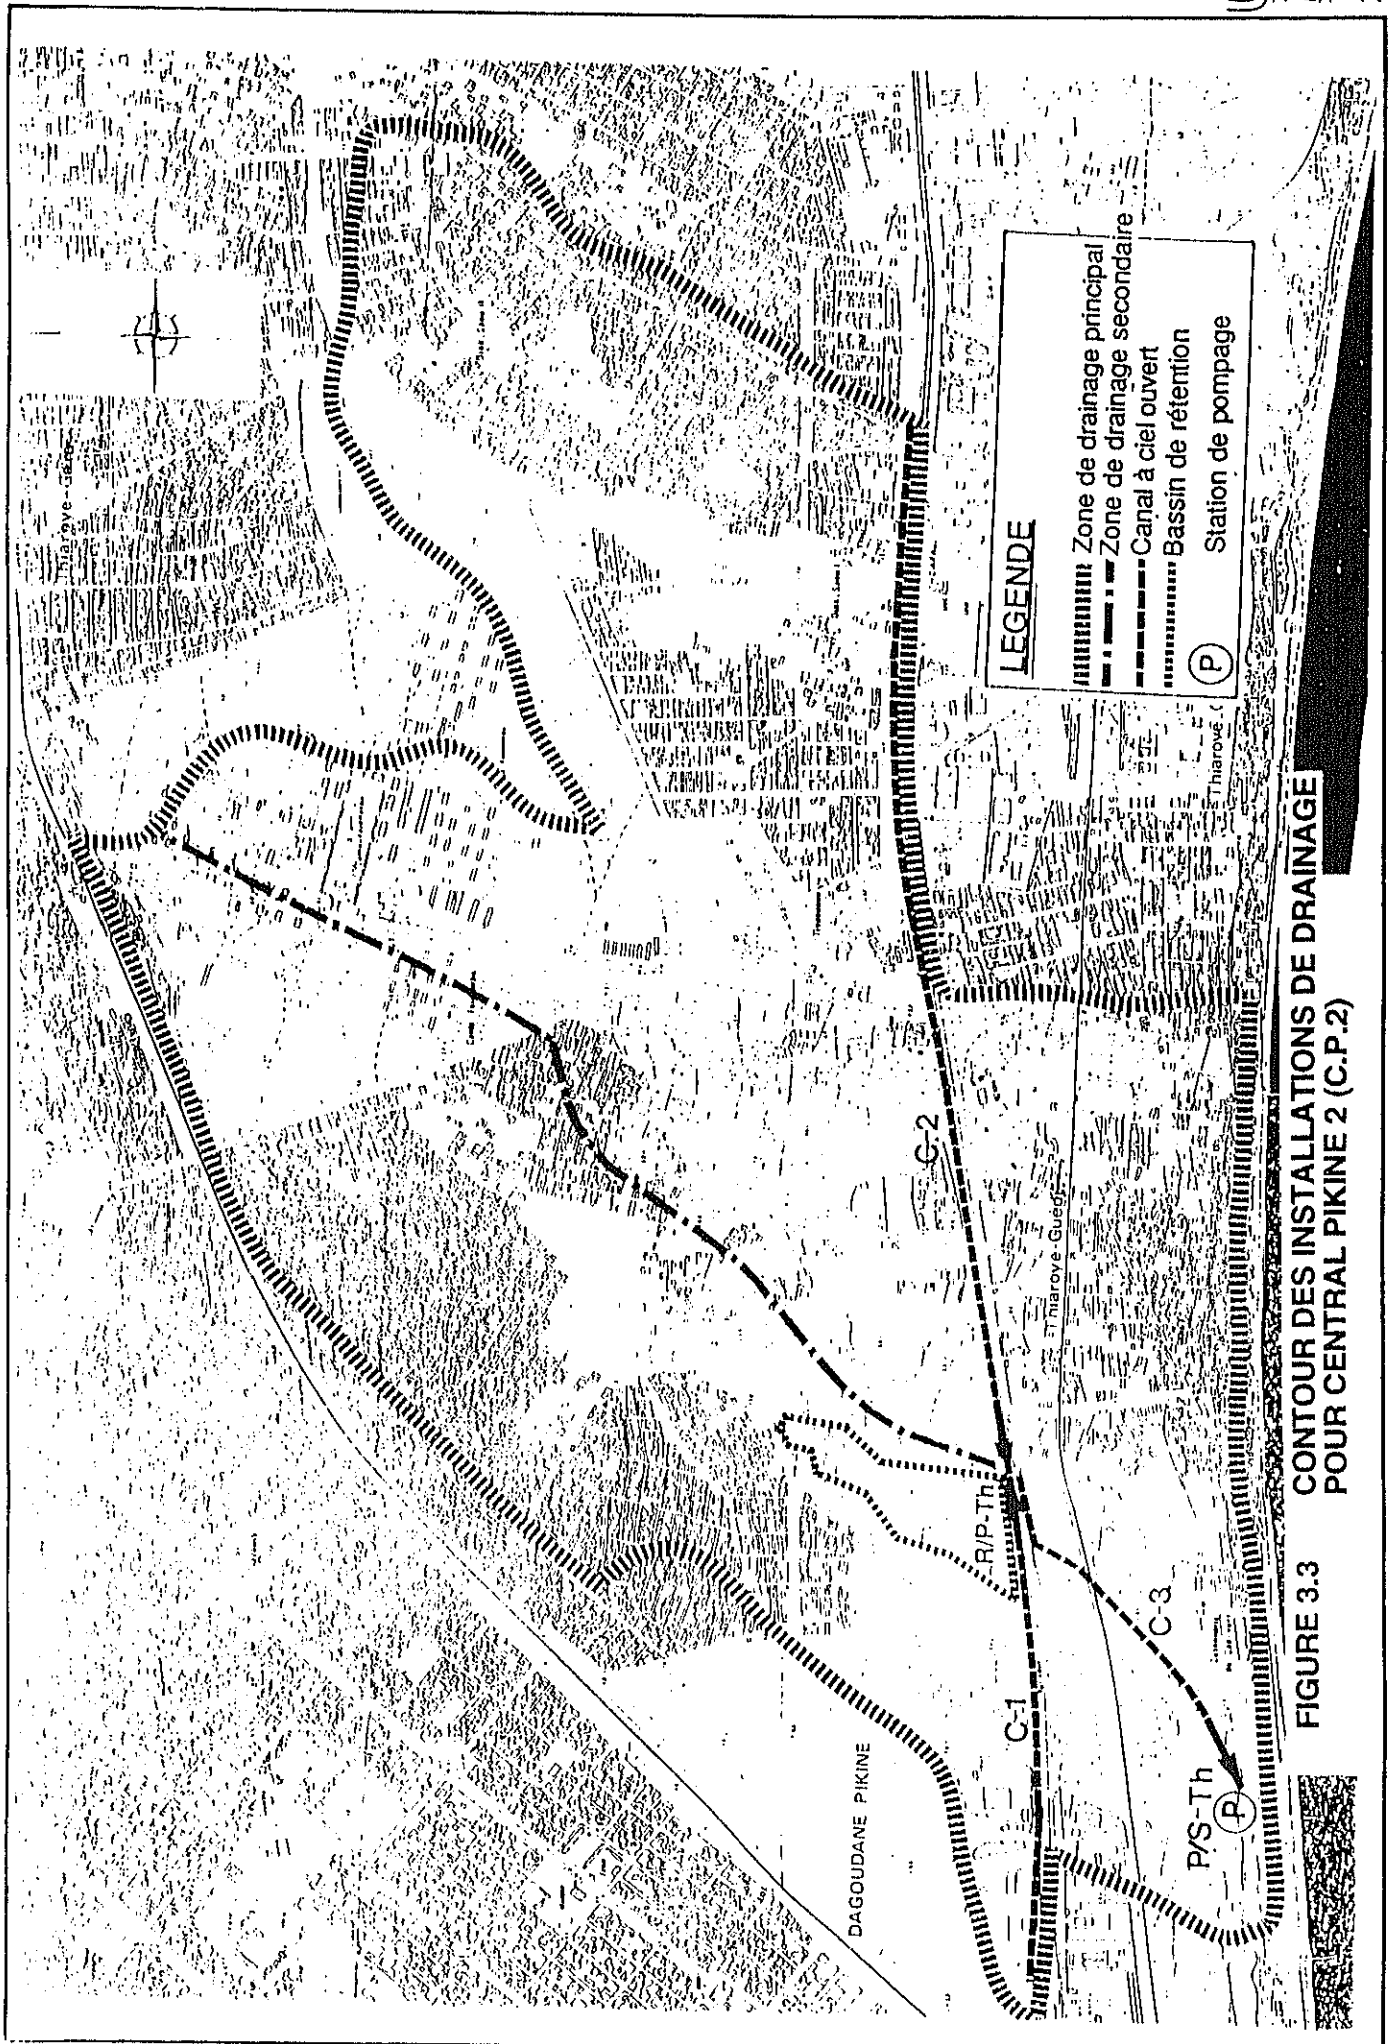 Thiaroye-Gare
DAGOUDANE PIKINE
C-1
C-2
C-3
R/P-Th
P/S-Th
P
Thiaroye-Guedj
Thiaroye
LEGENDE
Zone de drainage principal
Zone de drainage secondaire
Canal à ciel ouvert
Bassin de rétention
P Station de pompage
FIGURE 3.3 CONTOUR DES INSTALLATIONS DE DRAINAGE
POUR CENTRAL PIKINE 2 (C.P.2)